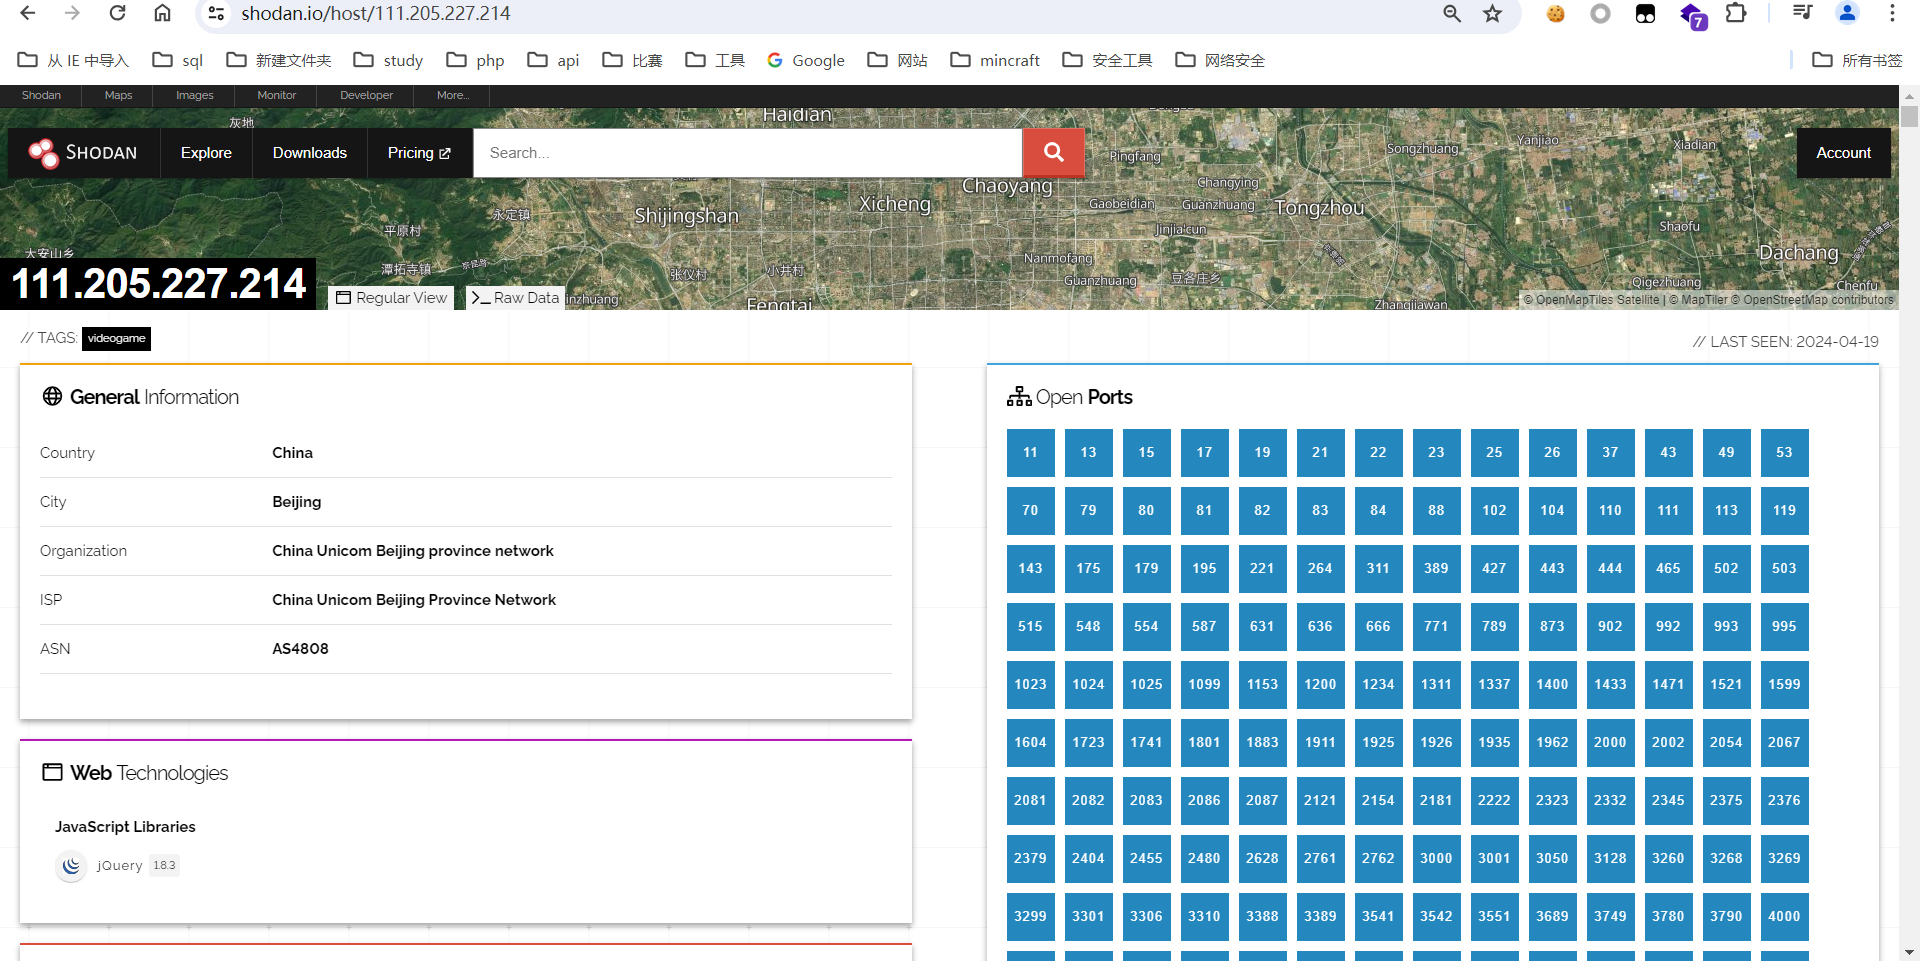 shodan.io/host/111.205.227.214
7
从 IE 中导入 sql 新建文件夹 study php api 比赛 工具 Google 网站 mincraft 安全工具 网络安全 所有书签
Shodan Maps Images Monitor Developer More...
灰地 Haidian
SHODAN Explore Downloads Pricing Search... Account
Pingfang Songzhuang Yanjiao Xiadian
Chaoyang Changying
Xicheng Gaobeidian Guanzhuang Tongzhou
永定镇 Shijingshan
平原村 Jinjia'cun Shaofu
大安山乡 Nanmofang Dachang
潭拓寺镇 张仪村 小井村 Guanzhuang 豆各庄乡 Qigezhuang Chenfu
111.205.227.214
Regular View Raw Data inzhuang Fengtai Zhangjiawan
© OpenMapTiles Satellite | © MapTiler © OpenStreetMap contributors
// TAGS: videogame
// LAST SEEN: 2024-04-19
General Information
Country China
City Beijing
Organization China Unicom Beijing province network
ISP China Unicom Beijing Province Network
ASN AS4808
Web Technologies
JavaScript Libraries
jQuery 1.8.3
Open Ports
11 13 15 17 19 21 22 23 25 26 37 43 49 53
70 79 80 81 82 83 84 88 102 104 110 111 113 119
143 175 179 195 221 264 311 389 427 443 444 465 502 503
515 548 554 587 631 636 666 771 789 873 902 992 993 995
1023 1024 1025 1099 1153 1200 1234 1311 1337 1400 1433 1471 1521 1599
1604 1723 1741 1801 1883 1911 1925 1926 1935 1962 2000 2002 2054 2067
2081 2082 2083 2086 2087 2121 2154 2181 2222 2323 2332 2345 2375 2376
2379 2404 2455 2480 2628 2761 2762 3000 3001 3050 3128 3260 3268 3269
3299 3301 3306 3310 3388 3389 3541 3542 3551 3689 3749 3780 3790 4000